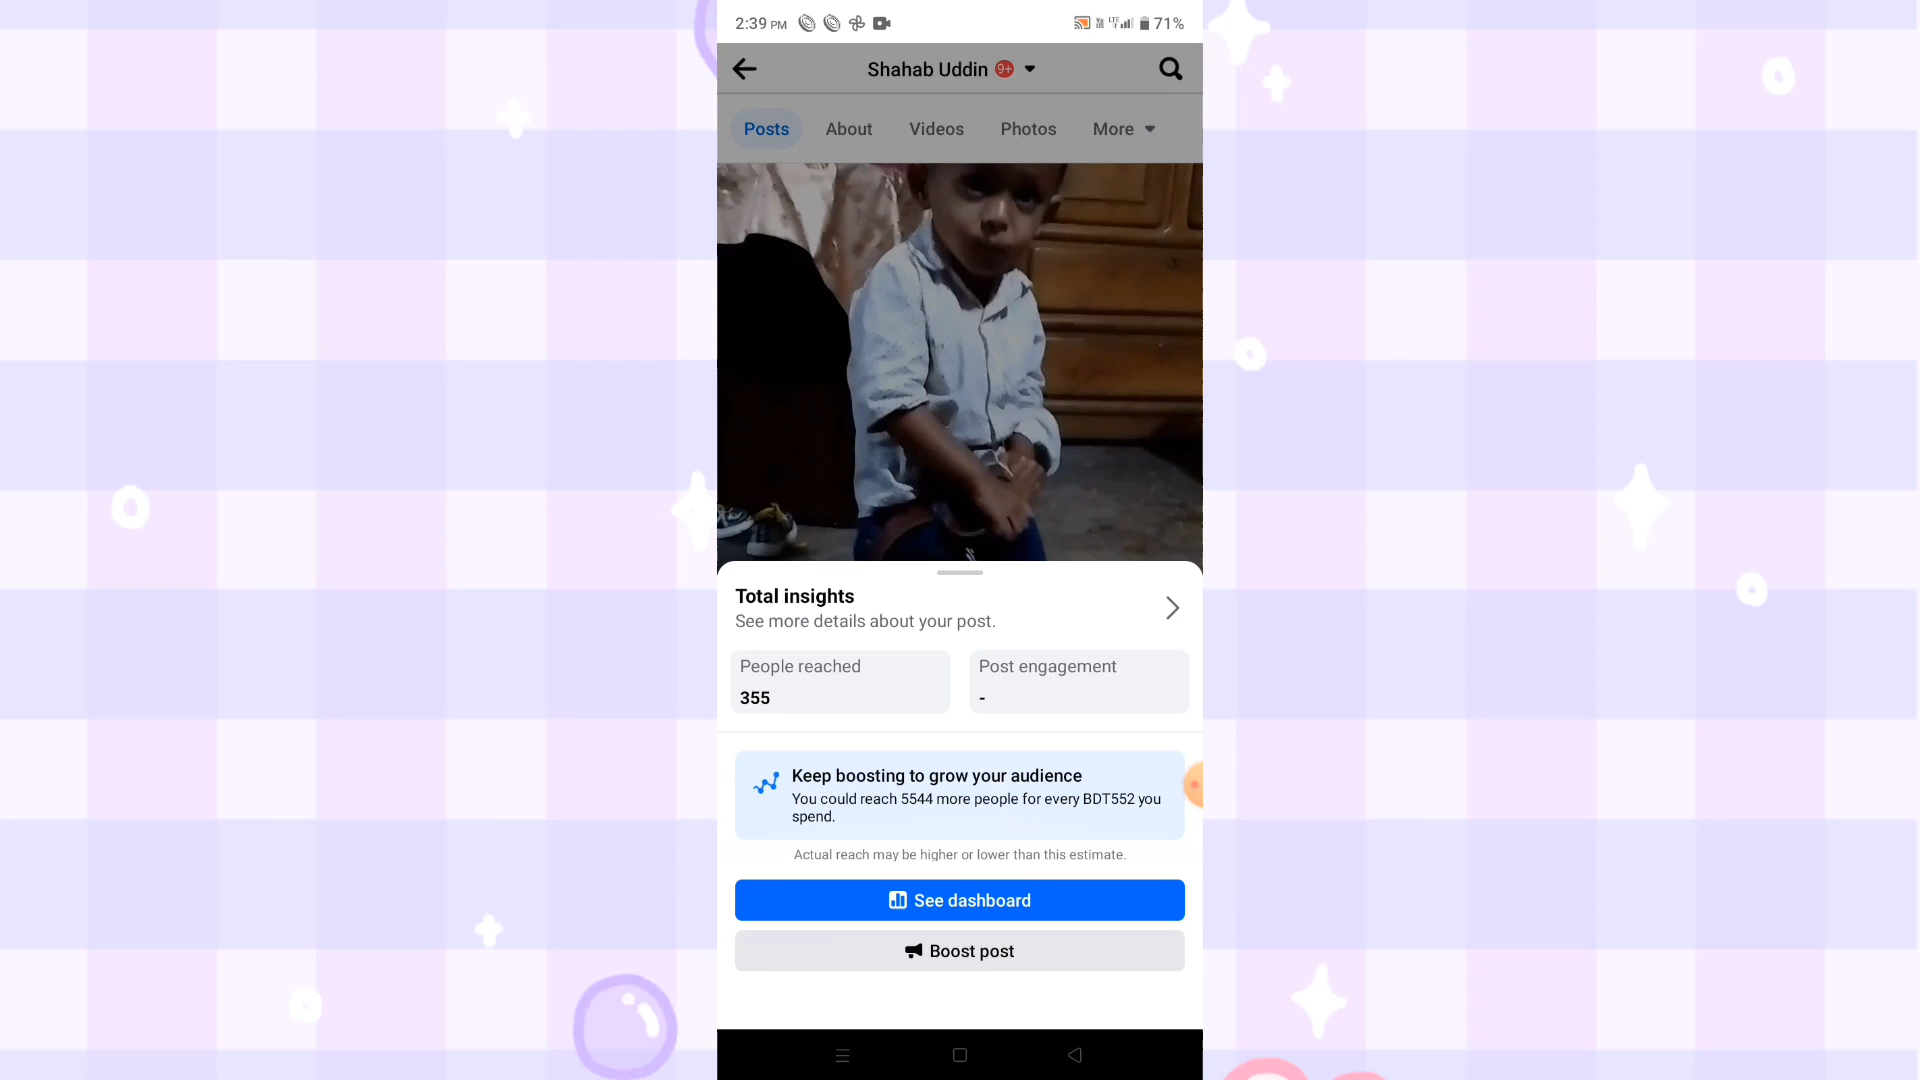 2:39 PM 71%
Shahab Uddin 9+
Posts About Videos Photos More
Total insights
See more details about your post.
People reached Post engagement
355 -
Keep boosting to grow your audience
You could reach 5544 more people for every BDT552 you
spend.
Actual reach may be higher or lower than this estimate.
See dashboard
Boost post